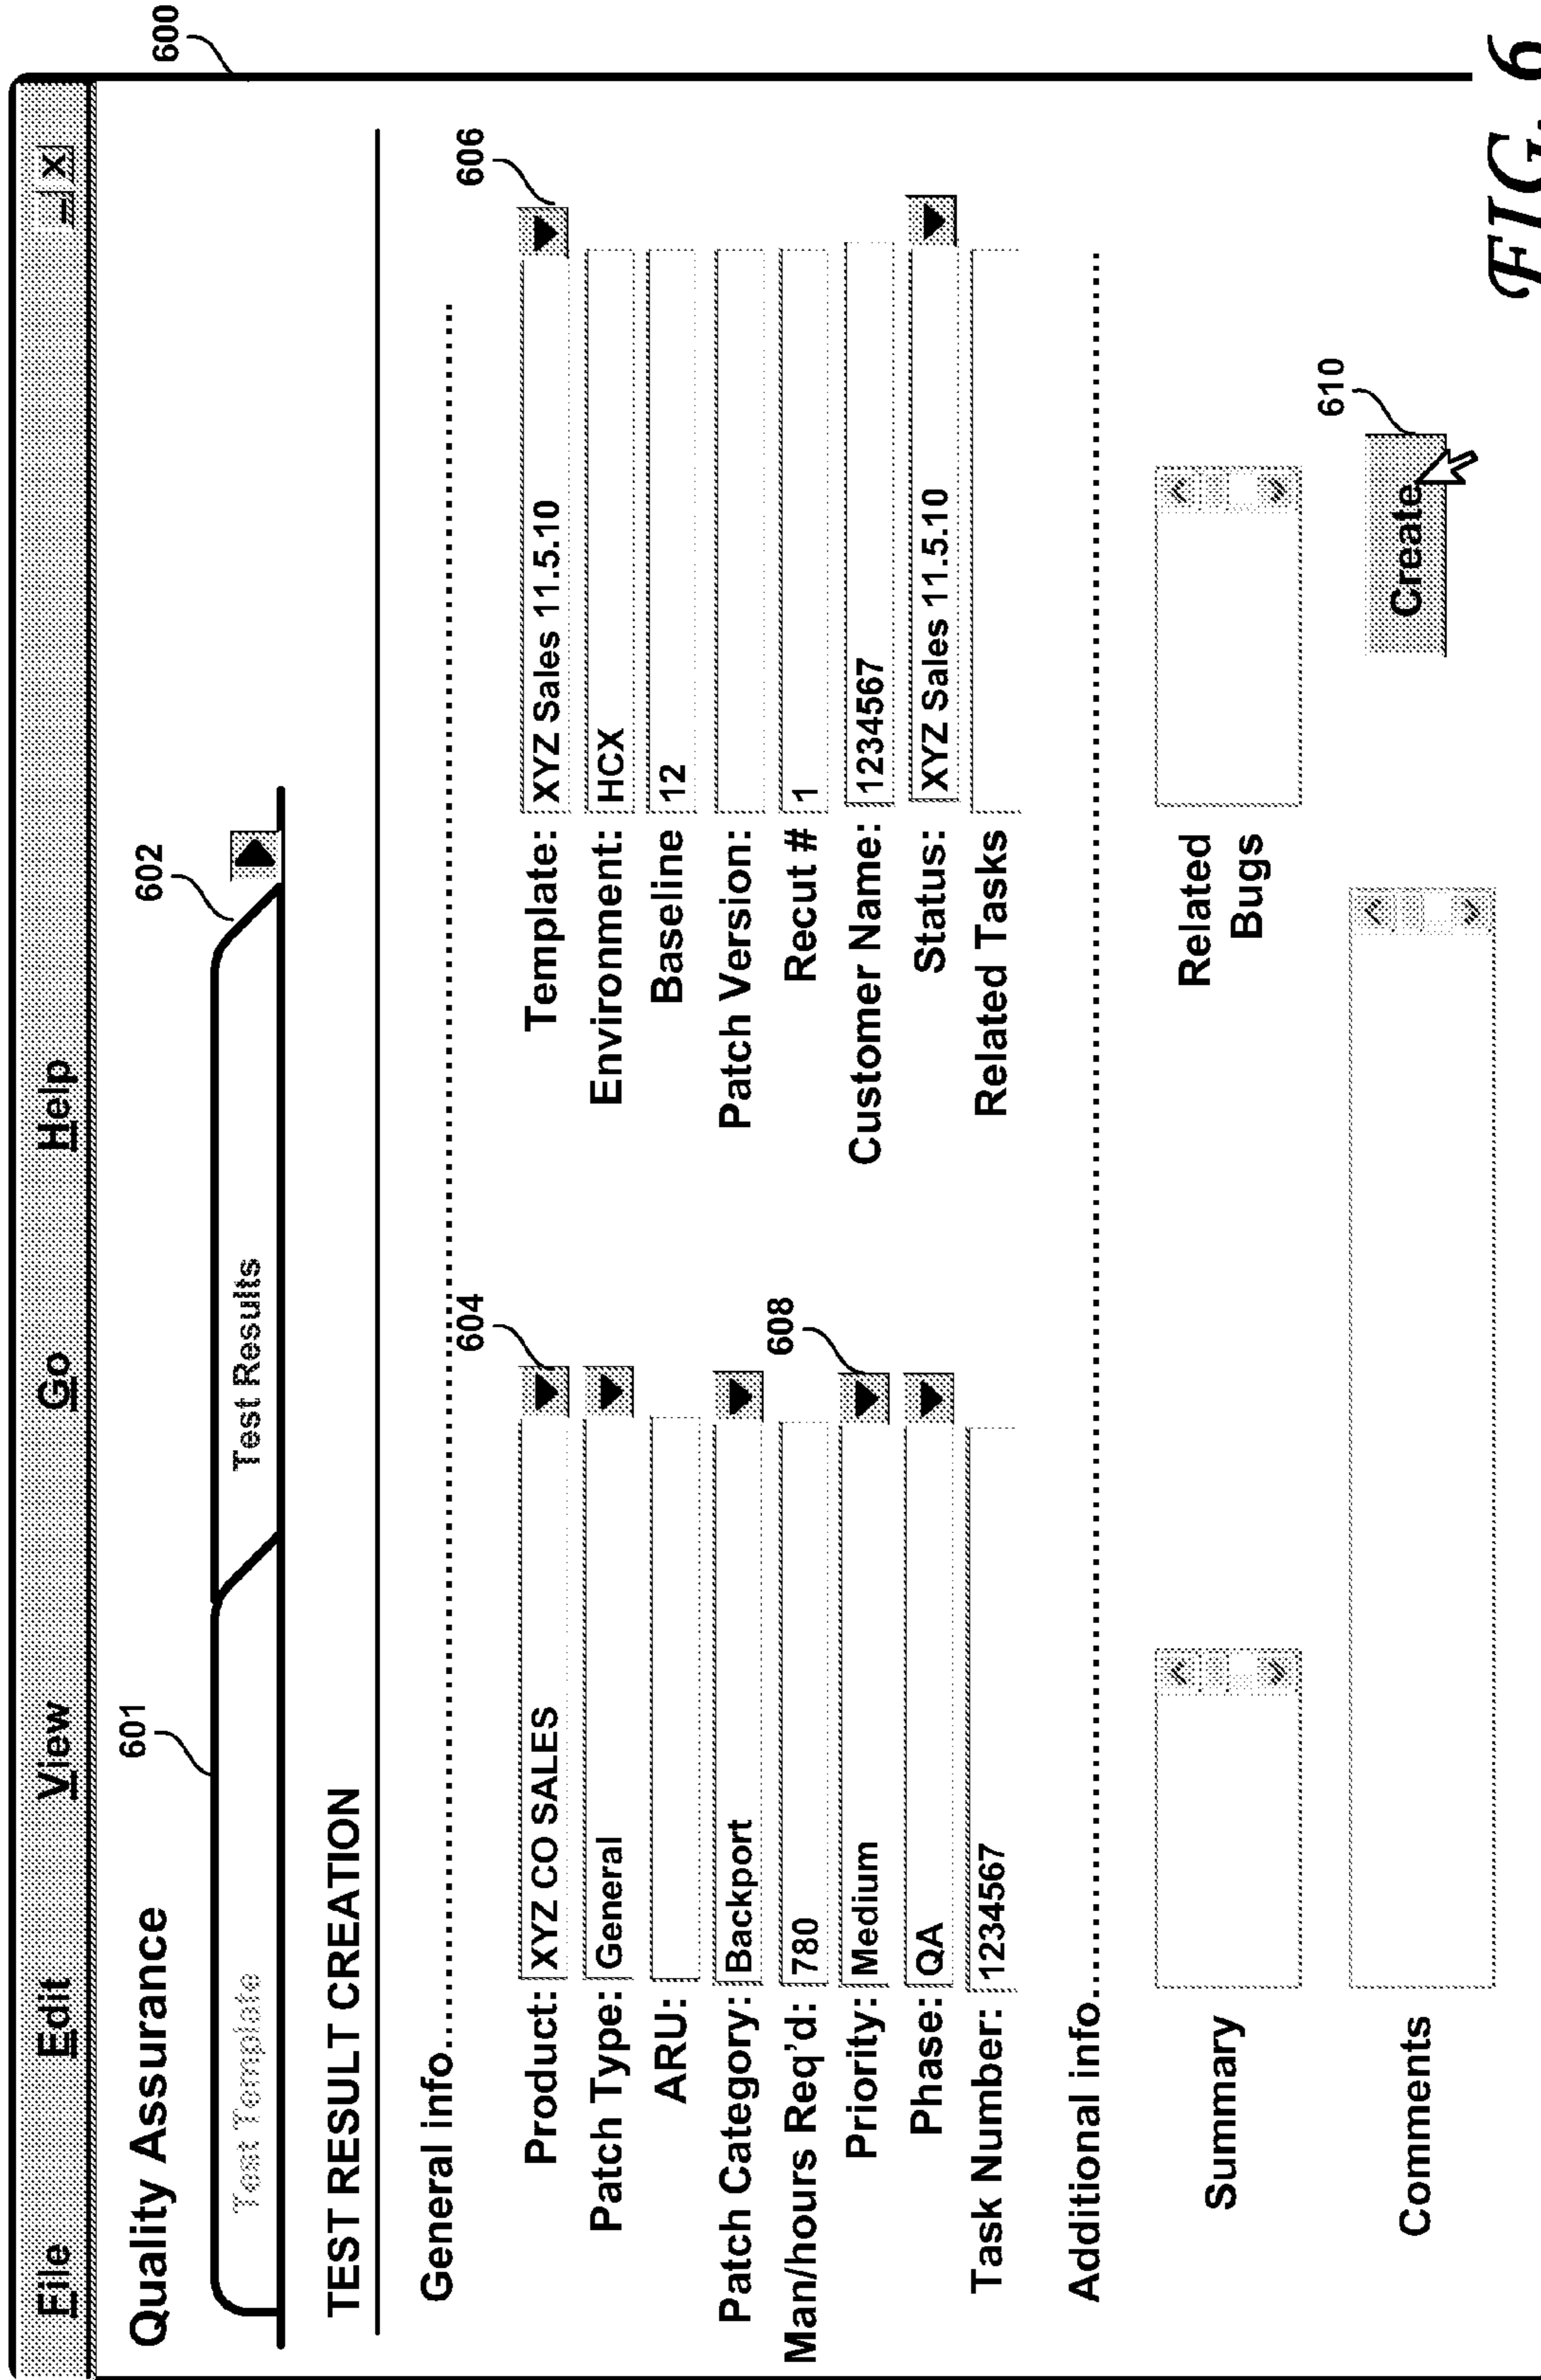 600
File Edit View Go Help _ X
Quality Assurance
601
602
Test Template
Test Results
TEST RESULT CREATION
General info
604
606
Product: XYZ CO SALES
Template: XYZ Sales 11.5.10
Patch Type: General
Environment: HCX
ARU:
Baseline 12
Patch Category: Backport
Patch Version:
608
Man/hours Req'd: 780
Recut # 1
Priority: Medium
Customer Name: 1234567
Phase: QA
Status: XYZ Sales 11.5.10
Task Number: 1234567
Related Tasks
Additional info
Summary
Related
Bugs
610
Comments
Create
FIG. 6